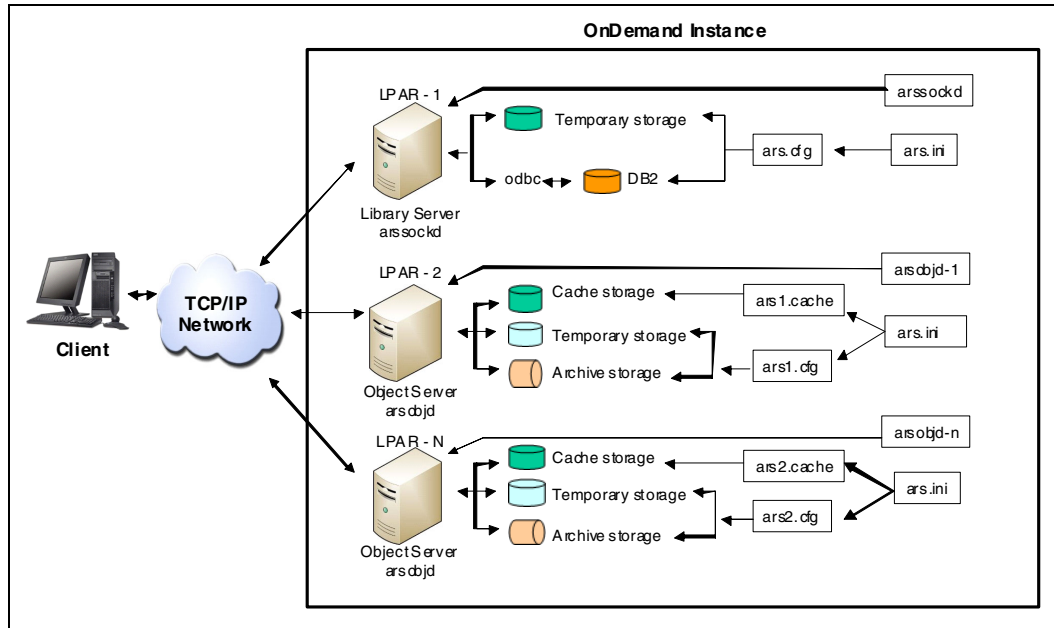 OnDemand Instance
LPAR - 1
arssockd
Temporary storage
ars.cfg
ars.ini
odbc
DB2
Library Server
arssockd
LPAR - 2
arsobjd-1
Cache storage
ars1.cache
Temporary storage
ars.ini
Archive storage
ars1.cfg
Object Server
arsobjd
Client
TCP/IP
Network
LPAR - N
arsobjd-n
Cache storage
ars2.cache
Temporary storage
ars.ini
ars2.cfg
Archive storage
Object Server
arsobjd